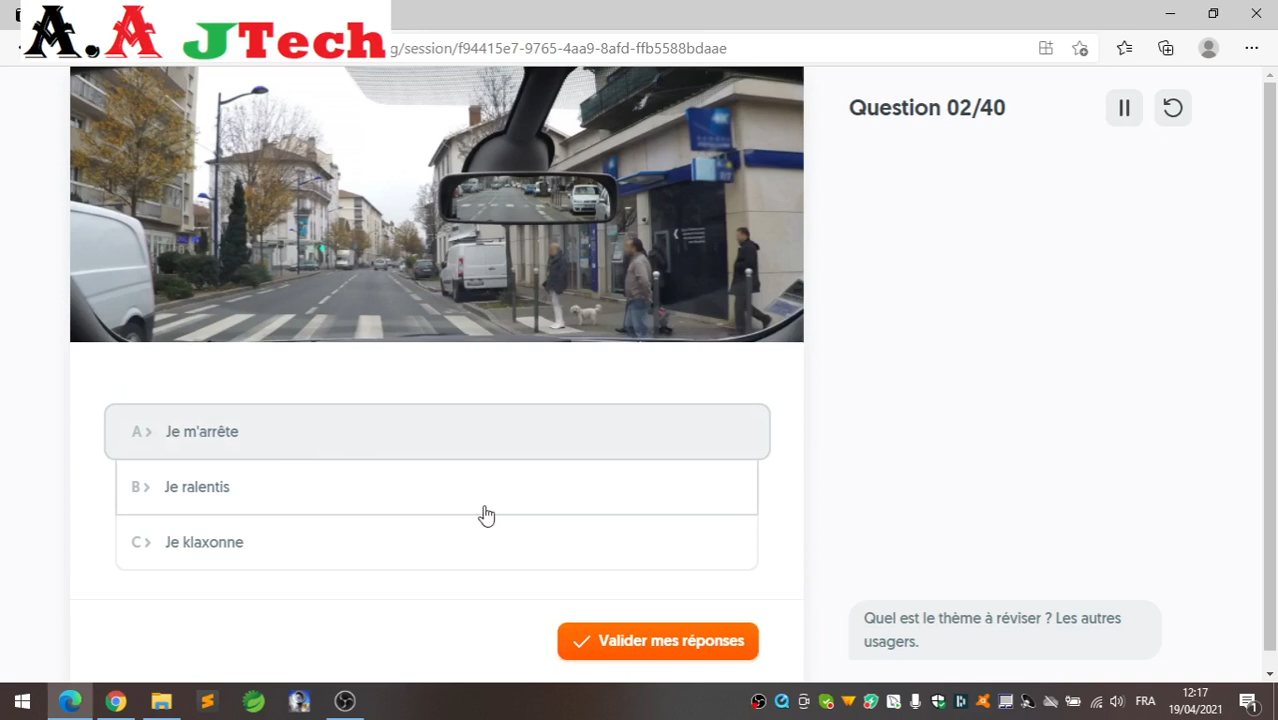 A.A JTech
g/session/f94415e7-9765-4aa9-8afd-ffb5588bdaae
Question 02/40
A > Je m'arrête
B > Je ralentis
C > Je klaxonne
Valider mes réponses
Quel est le thème à réviser ? Les autres
usagers.
FRA
12:17
19/04/2021
1